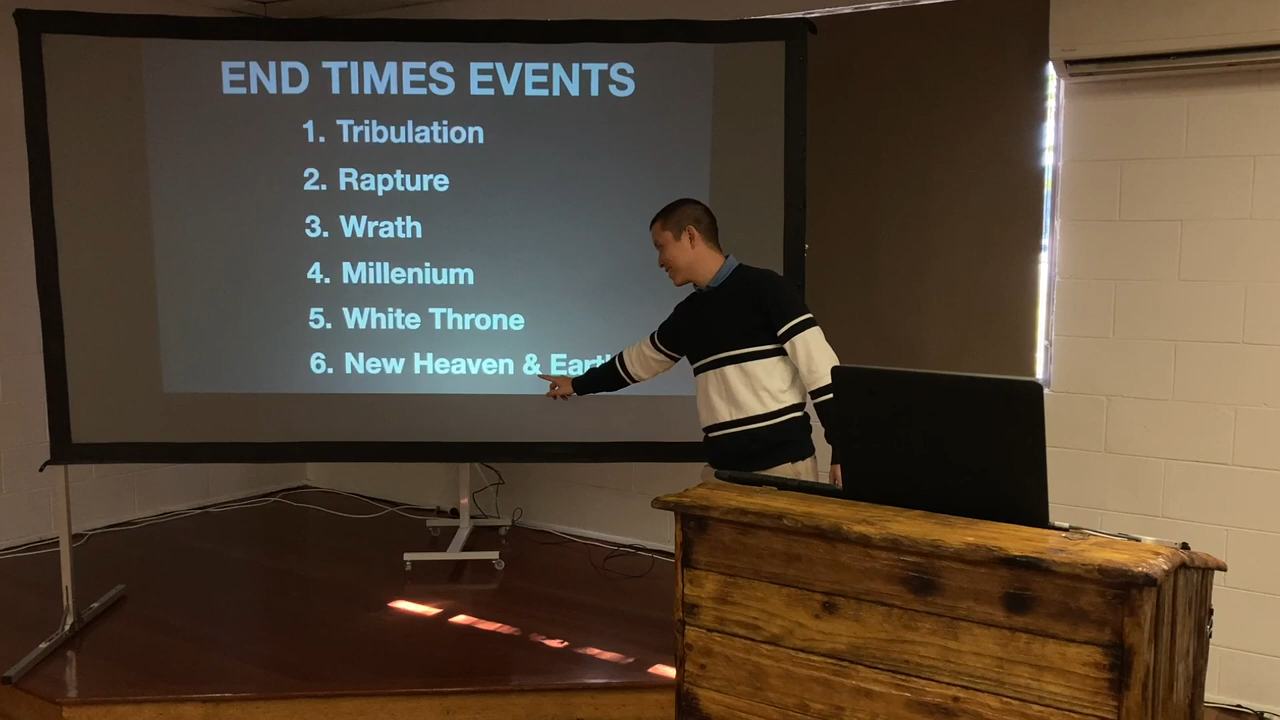 END TIMES EVENTS
1. Tribulation
2. Rapture
3. Wrath
4. Millenium
5. White Throne
6. New Heaven &